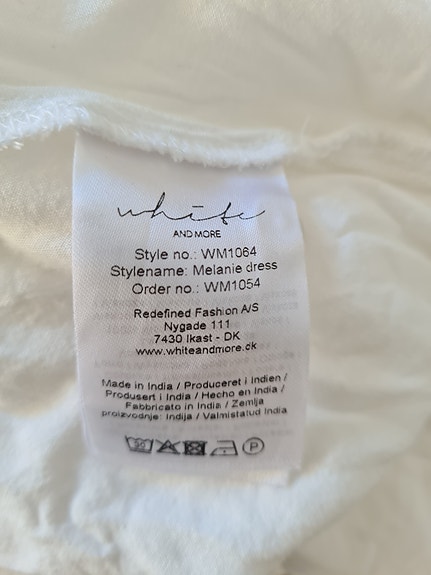 white
AND MORE
Style no.: WM1064
Stylename: Melanie dress
Order no.: WM1054
Redefined Fashion A/S
Nygade 111
7430 Ikast - DK
www.whiteandmore.dk
Made in India / Produceret i Indien /
Produsert i India / Hecho en India /
Fabbricato in India / Zemlja
proizvodnje: Indija / Valmistatud India
P